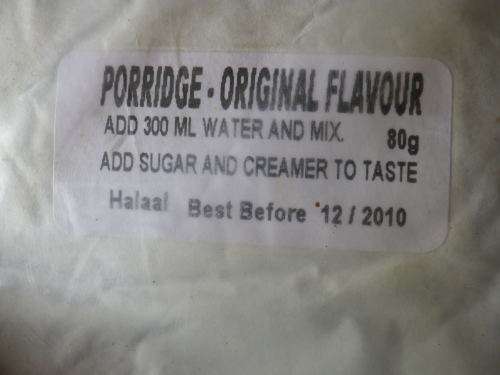 PORRIDGE - ORIGINAL FLAVOUR
ADD 300 ML WATER AND MIX. 80g
ADD SUGAR AND CREAMER TO TASTE
Halaal Best Before 12 / 2010